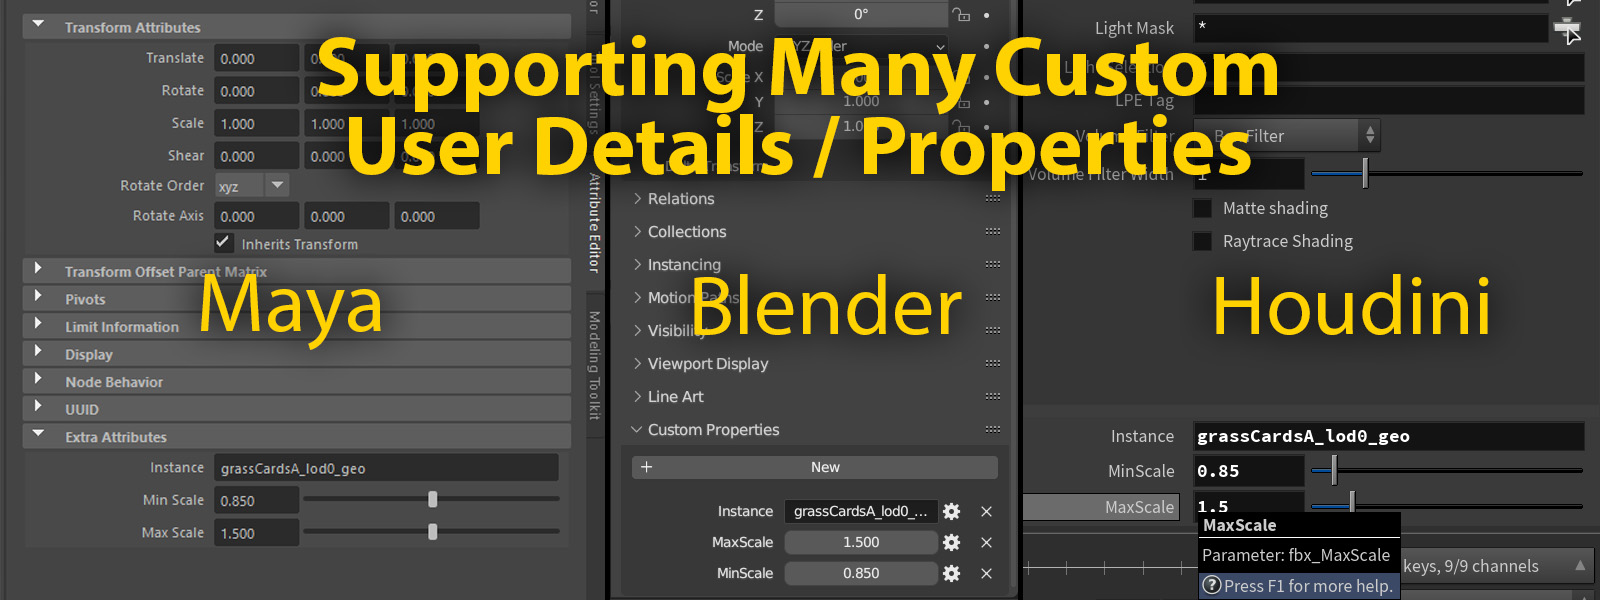 Supporting Many Custom
User Details / Properties
Maya
Blender
Houdini
Transform Attributes
Translate 0.000
Rotate 0.000
Scale 1.000 1.000 1.000
Shear 0.000 0.000
Rotate Order xyz
Rotate Axis 0.000 0.000 0.000
Inherits Transform
Transform Offset Parent Matrix
Pivots
Limit Information
Display
Node Behavior
UUID
Extra Attributes
Instance grassCardsA_lod0_geo
Min Scale 0.850
Max Scale 1.500
Attribute Editor
Modeling Toolkit
Z 0°
Mode
X
Y 1.000
Z
Relations
Collections
Instancing
Motion Paths
Visibility
Viewport Display
Line Art
Custom Properties
+ New
Instance grassCardsA_lod0_...
MaxScale 1.500
MinScale 0.850
Light Mask *
LPE Tag
Volume Filter Width
Matte shading
Raytrace Shading
Instance grassCardsA_lod0_geo
MinScale 0.85
MaxScale 1.5
MaxScale
Parameter: fbx_MaxScale
keys, 9/9 channels
Press F1 for more help.